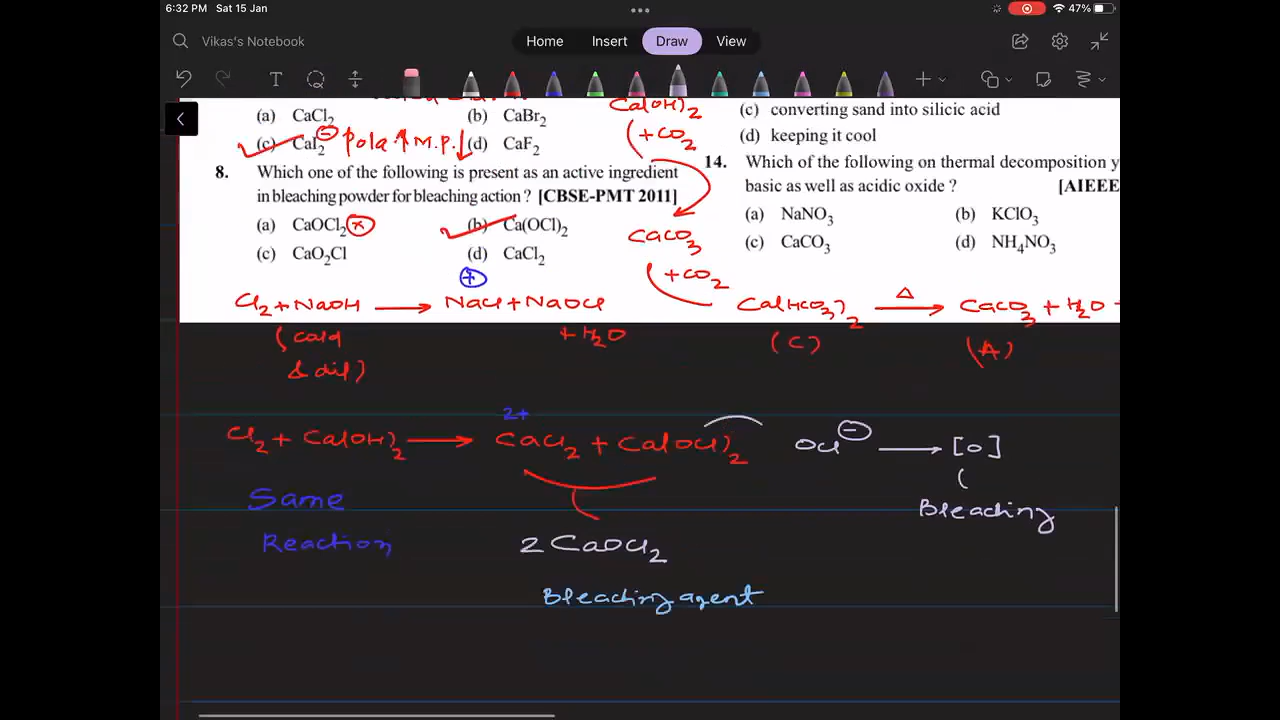 6:32 PM Sat 15 Jan
47%
Vikas's Notebook
Home Insert Draw View
(a) CaCl₂ (b) CaBr₂
(c) CaI₂ ⊖ pola ↑ M.P. ↓ (d) CaF₂
8. Which one of the following is present as an active ingredient
in bleaching powder for bleaching action ? [CBSE-PMT 2011]
(a) CaOCl₂ (b) Ca(OCl)₂
(c) CaO₂Cl (d) CaCl₂
Ca(OH)₂
(+CO₂
CaCO₃
+CO₂
(c) converting sand into silicic acid
(d) keeping it cool
14. Which of the following on thermal decomposition y
basic as well as acidic oxide ? [AIEEE
(a) NaNO₃ (b) KClO₃
(c) CaCO₃ (d) NH₄NO₃
Cl₂ + NaOH → NaCl + NaOCl
+ H₂O
(cold
& dil)
Ca(HCO₃)₂ →Δ CaCO₃ + H₂O +
(C) (A)
2+
Cl₂ + Ca(OH)₂ → CaCl₂ + Ca(OCl)₂
OCl⊖ → [O]
Bleaching
Same
Reaction
2 CaOCl₂
Bleaching agent